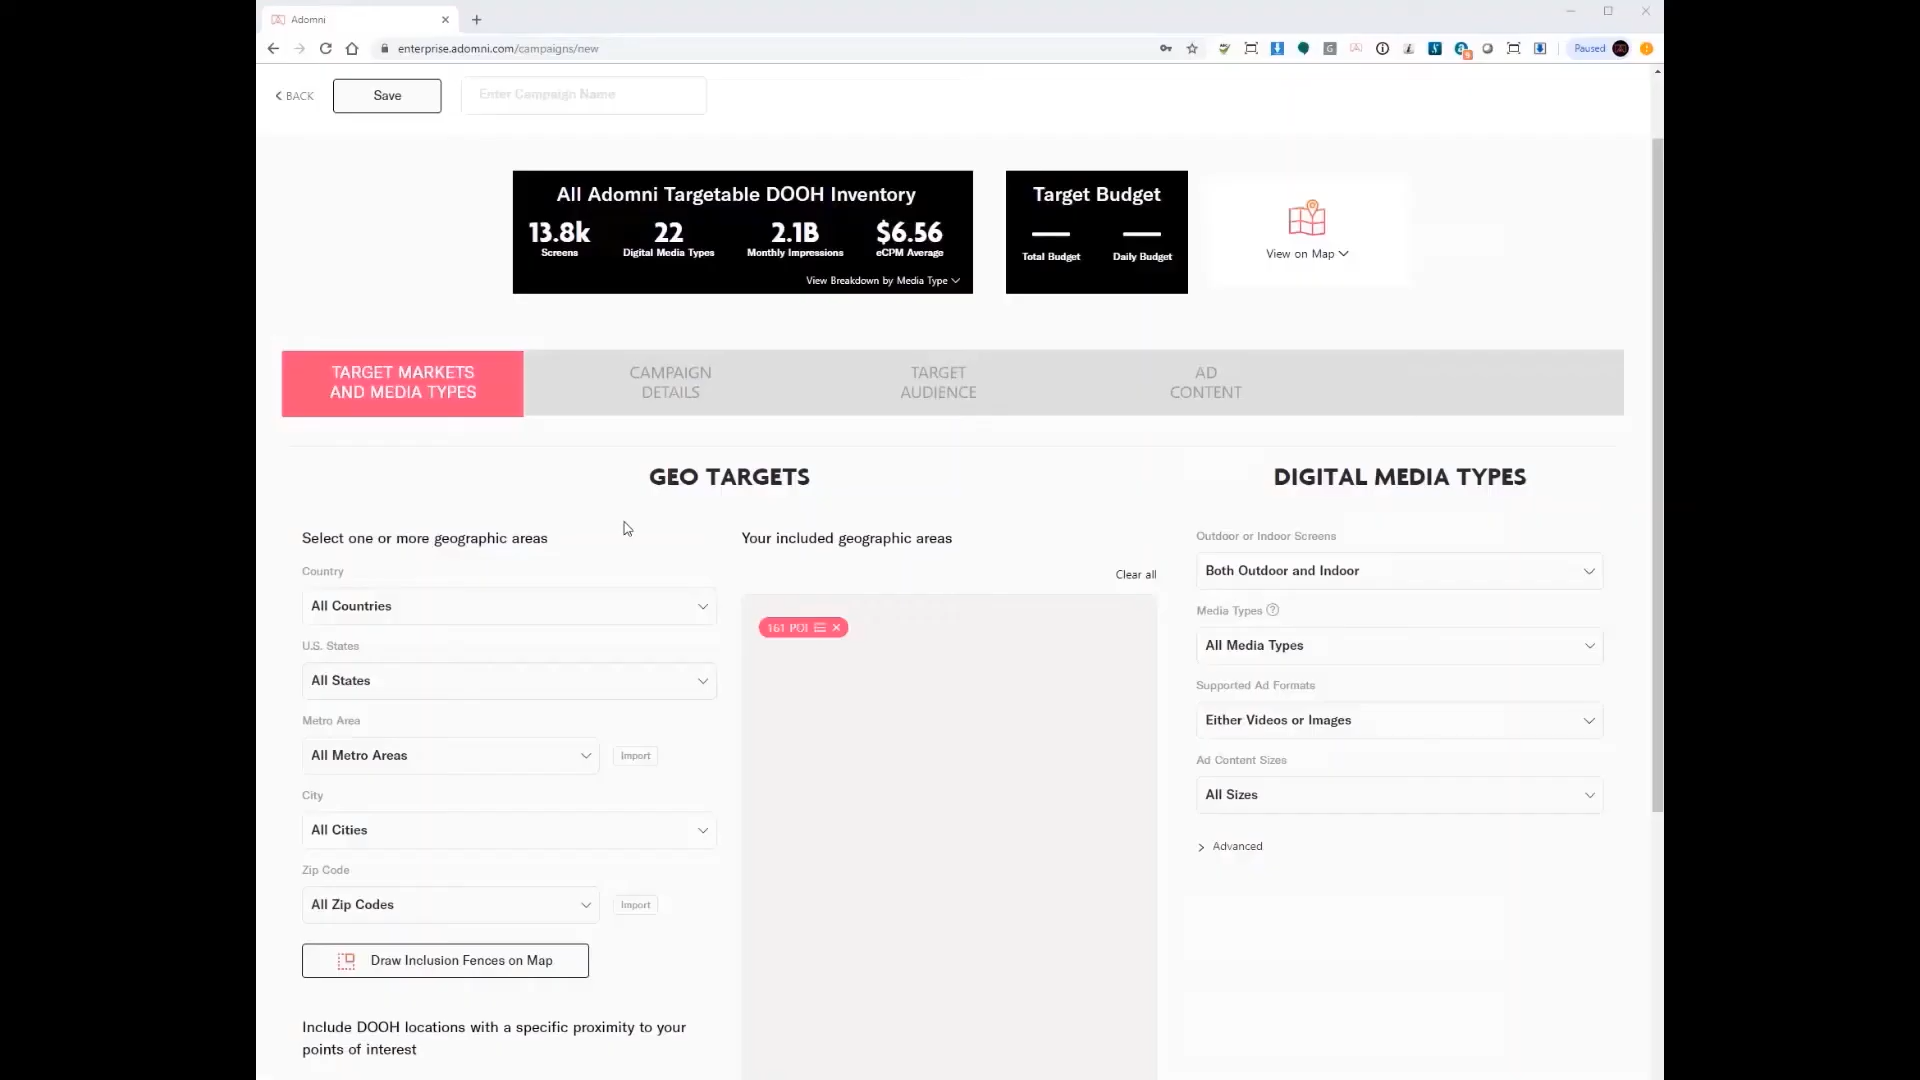 Adomni
enterprise.adomni.com/campaigns/new
Paused
BACK
Save
Enter Campaign Name
All Adomni Targetable DOOH Inventory
13.8k
22
2.1B
$6.56
Screens
Digital Media Types
Monthly Impressions
eCPM Average
View Breakdown by Media Type
Target Budget
Total Budget
Daily Budget
View on Map
TARGET MARKETS
AND MEDIA TYPES
CAMPAIGN
DETAILS
TARGET
AUDIENCE
AD
CONTENT
GEO TARGETS
DIGITAL MEDIA TYPES
Select one or more geographic areas
Country
All Countries
U.S. States
All States
Metro Area
All Metro Areas
Import
City
All Cities
Zip Code
All Zip Codes
Import
Draw Inclusion Fences on Map
Include DOOH locations with a specific proximity to your
points of interest
Your included geographic areas
Clear all
161 POI
Outdoor or Indoor Screens
Both Outdoor and Indoor
Media Types
All Media Types
Supported Ad Formats
Either Videos or Images
Ad Content Sizes
All Sizes
Advanced